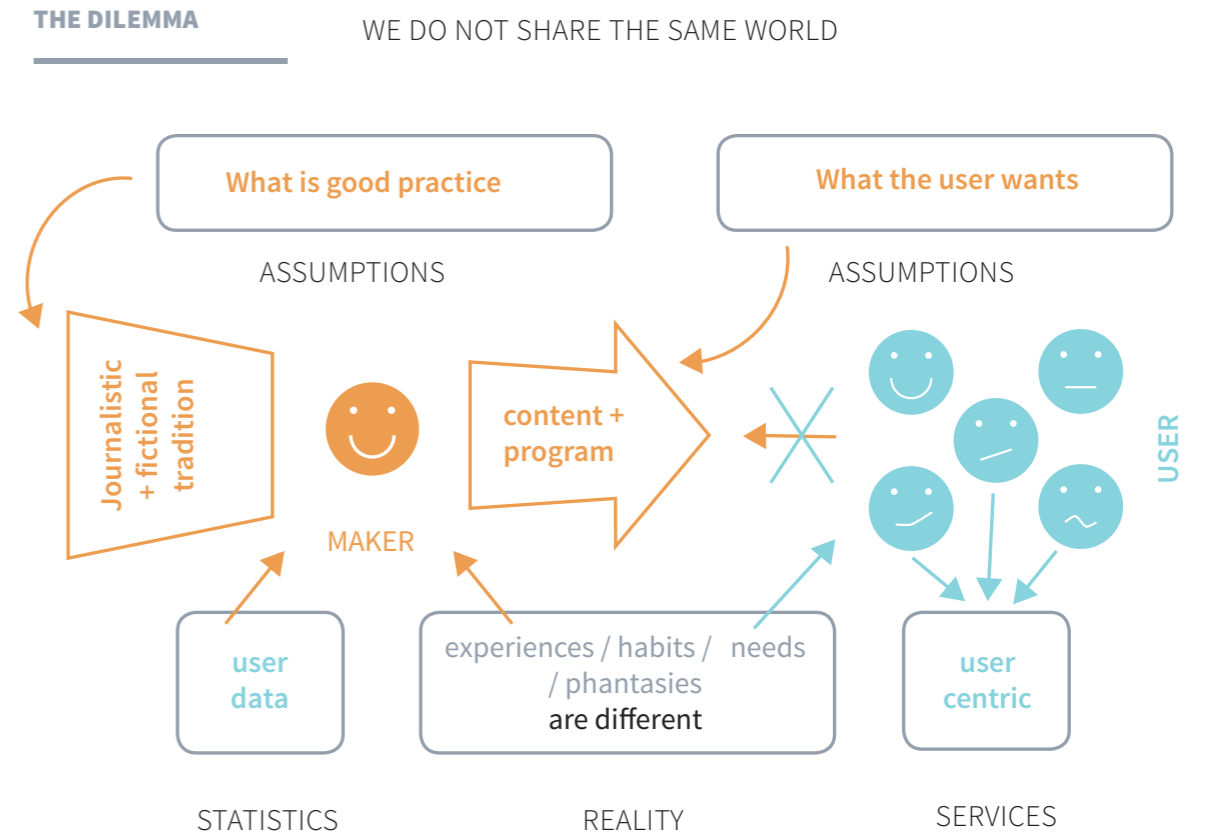 THE DILEMMA
WE DO NOT SHARE THE SAME WORLD
What is good practice
What the user wants
ASSUMPTIONS
ASSUMPTIONS
Journalistic
+ fictional
tradition
MAKER
content +
program
USER
user
data
experiences / habits / needs
/ phantasies
are different
user
centric
STATISTICS
REALITY
SERVICES